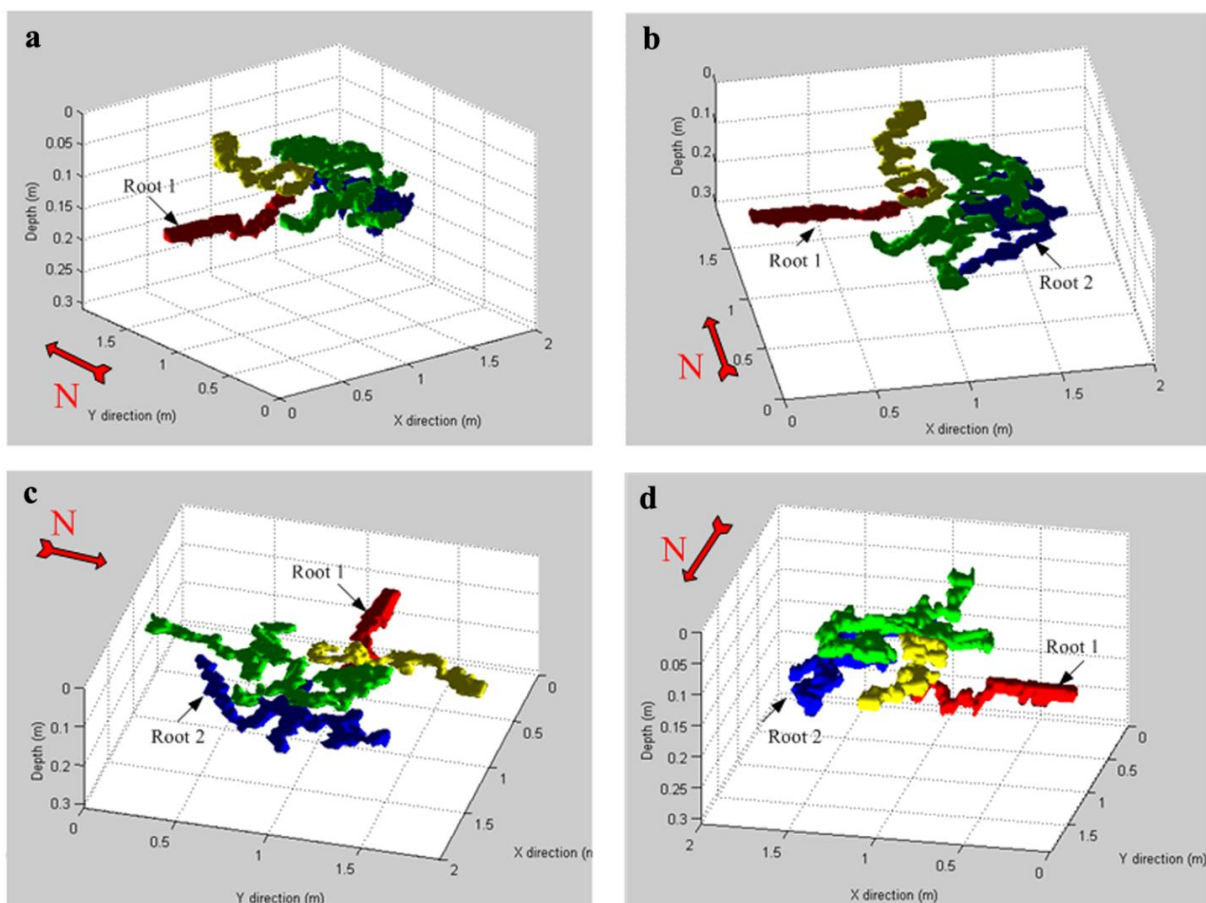 a
0
0.05
0.1
0.15
0.2
0.25
0.3
Depth (m)
Root 1
N
1.5
1
0.5
0
Y direction (m)
0
0.5
1
1.5
2
X direction (m)
b
0
0.1
0.2
0.3
Depth (m)
Root 1
Root 2
N
1.5
1
0.5
0
0
0.5
1
1.5
2
X direction (m)
c
N
Root 1
Root 2
0
0.1
0.2
0.3
Depth (m)
0
0.5
1
1.5
2
Y direction (m)
0
0.5
1
1.5
2
X direction (n
d
N
Root 1
Root 2
0
0.05
0.1
0.15
0.2
0.25
0.3
Depth (m)
2
1.5
1
0.5
0
X direction (m)
0
0.5
1
1.5
2
Y direction (m)